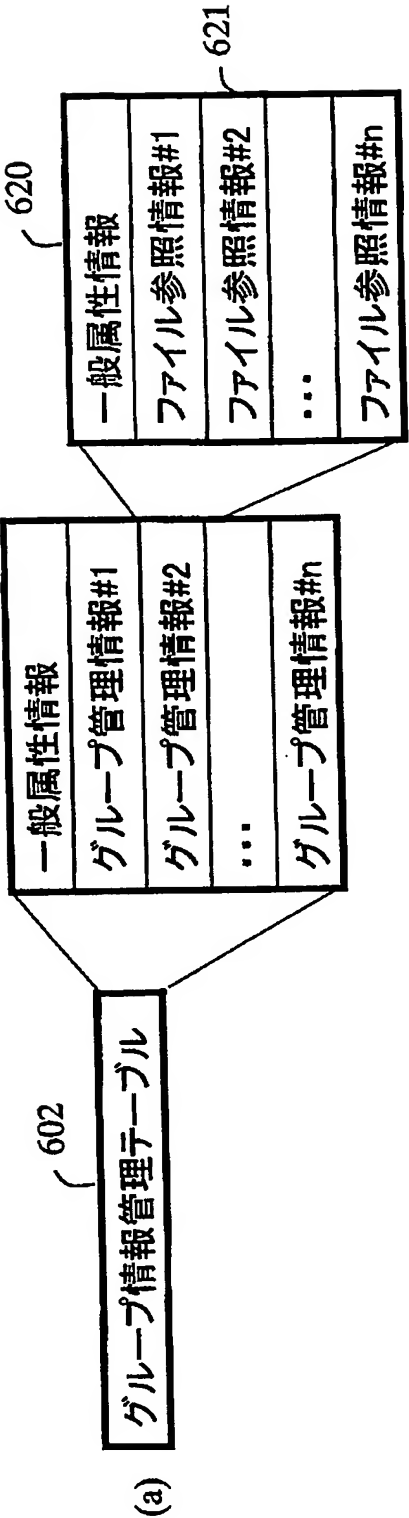 (a)
602
グループ情報管理テーブル
一般属性情報
グループ管理情報#1
グループ管理情報#2
...
グループ管理情報#n
620
一般属性情報
ファイル参照情報#1
ファイル参照情報#2
...
ファイル参照情報#n
621